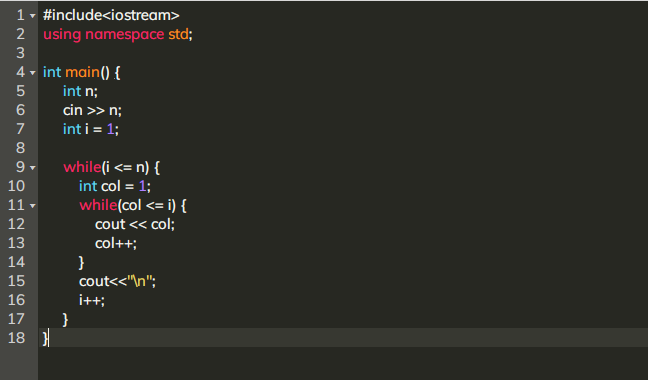 1 #include<iostream>
2 using namespace std;
3
4 int main() {
5 int n;
6 cin >> n;
7 int i = 1;
8
9 while(i <= n) {
10 int col = 1;
11 while(col <= i) {
12 cout << col;
13 col++;
14 }
15 cout<<"\n";
16 i++;
17 }
18 }